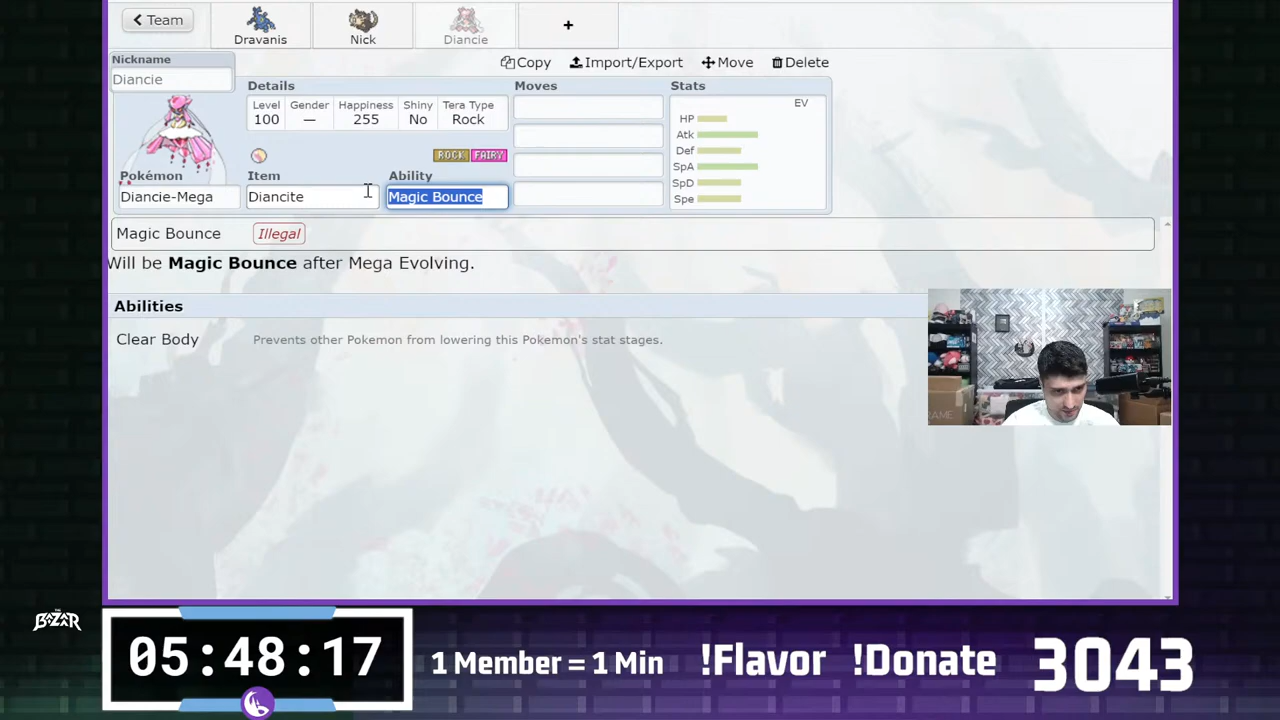 Team
Dravanis
Nick
Diancie
+
Nickname
Diancie
Copy
Import/Export
Move
Delete
Details
Level
Gender
Happiness
Shiny
Tera Type
100
—
255
No
Rock
ROCK
FAIRY
Moves
Stats
EV
HP
Atk
Def
SpA
SpD
Spe
Pokémon
Diancie-Mega
Item
Diancite
Ability
Magic Bounce
Magic Bounce Illegal
Will be Magic Bounce after Mega Evolving.
Abilities
Clear Body Prevents other Pokemon from lowering this Pokemon's stat stages.
THE
BAZAR
05:48:17
1 Member = 1 Min
!Flavor
!Donate
3043